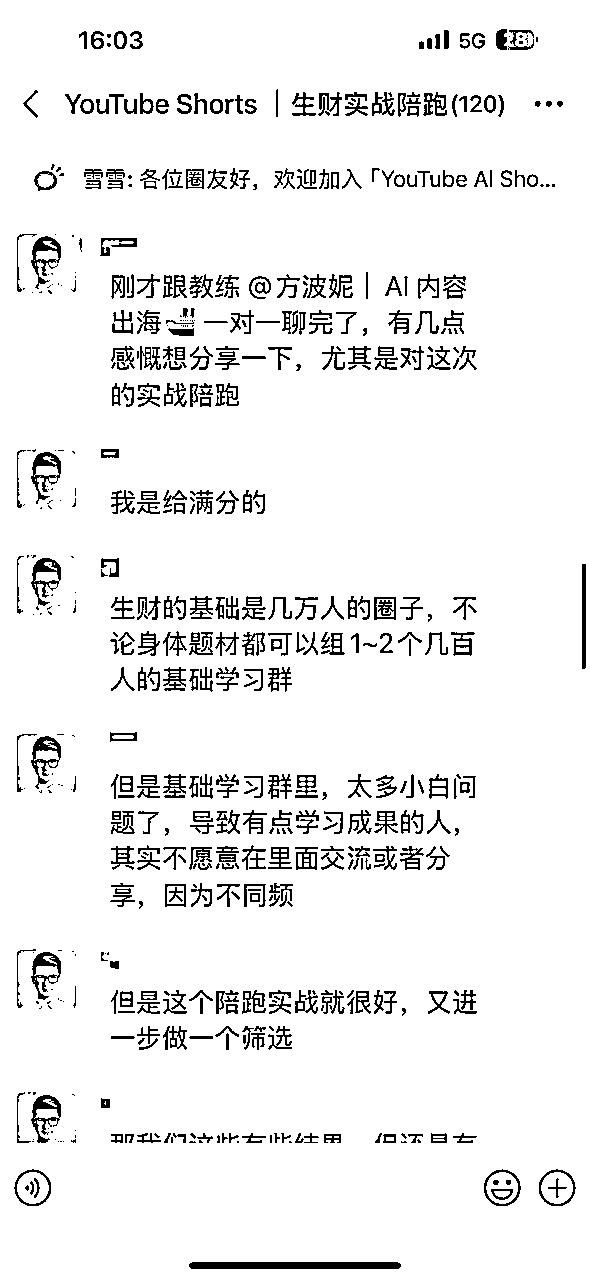 16:03
5G
YouTube Shorts ｜生财实战陪跑(120)
雪雪: 各位圈友好，欢迎加入「YouTube AI Sho...
刚才跟教练 @方波妮｜ AI 内容
出海 一对一聊完了，有几点
感慨想分享一下，尤其是对这次
的实战陪跑
我是给满分的
生财的基础是几万人的圈子，不
论身体题材都可以组1~2个几百
人的基础学习群
但是基础学习群里，太多小白问
题了，导致有点学习成果的人，
其实不愿意在里面交流或者分
享，因为不同频
但是这个陪跑实战就很好，又进
一步做一个筛选